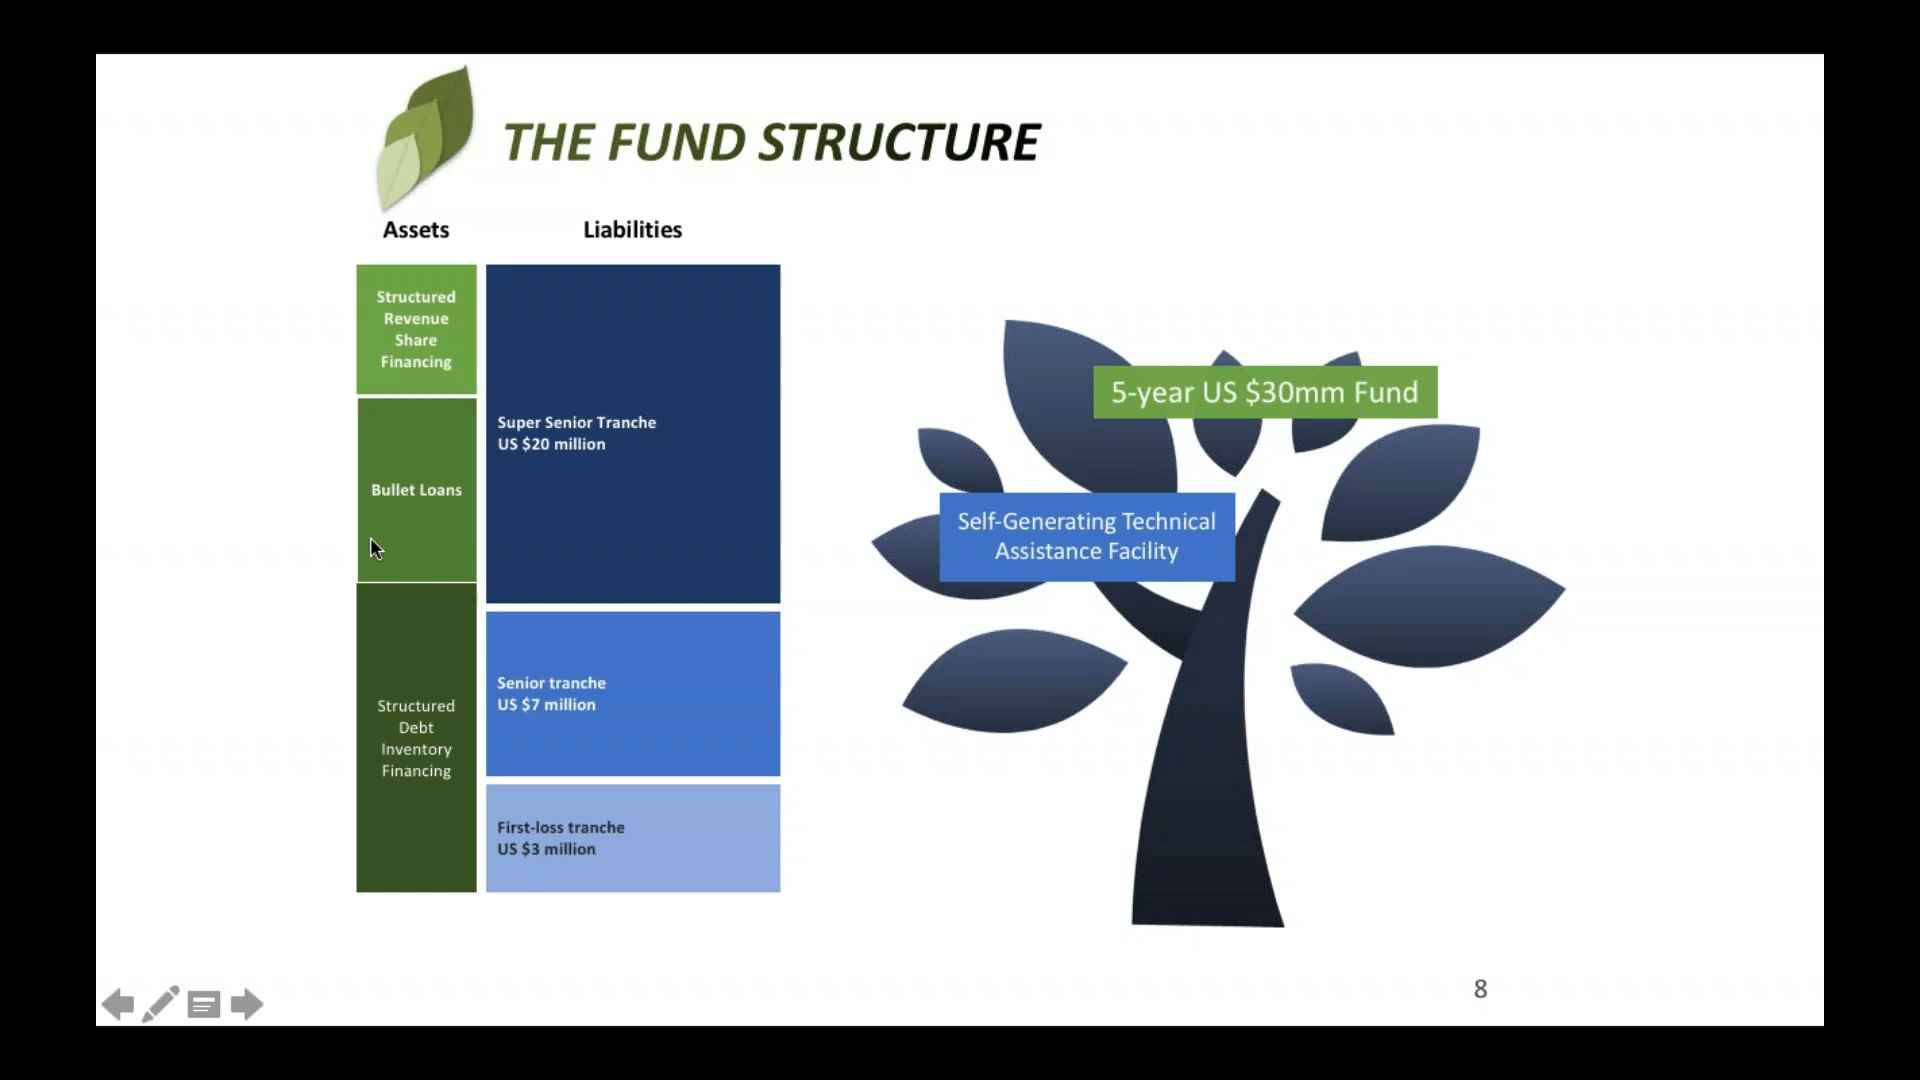 THE FUND STRUCTURE
Assets
Liabilities
Structured
Revenue
Share
Financing
Bullet Loans
Structured
Debt
Inventory
Financing
Super Senior Tranche
US $20 million
Senior tranche
US $7 million
First-loss tranche
US $3 million
5-year US $30mm Fund
Self-Generating Technical
Assistance Facility
8